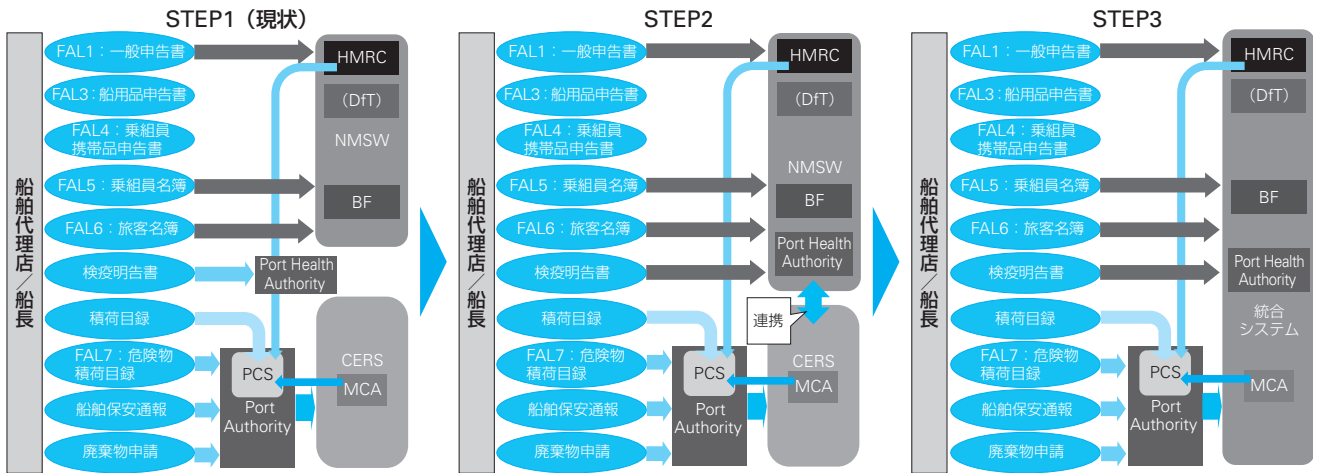 STEP1（現状）
船舶代理店／船長
FAL1：一般申告書
FAL3：船用品申告書
FAL4：乗組員
携帯品申告書
FAL5：乗組員名簿
FAL6：旅客名簿
検疫明告書
積荷目録
FAL7：危険物
積荷目録
船舶保安通報
廃棄物申請
HMRC
（DfT）
NMSW
BF
Port Health
Authority
PCS
Port
Authority
CERS
MCA
STEP2
船舶代理店／船長
FAL1：一般申告書
FAL3：船用品申告書
FAL4：乗組員
携帯品申告書
FAL5：乗組員名簿
FAL6：旅客名簿
検疫明告書
積荷目録
FAL7：危険物
積荷目録
船舶保安通報
廃棄物申請
HMRC
（DfT）
NMSW
BF
Port Health
Authority
連携
PCS
Port
Authority
CERS
MCA
STEP3
船舶代理店／船長
FAL1：一般申告書
FAL3：船用品申告書
FAL4：乗組員
携帯品申告書
FAL5：乗組員名簿
FAL6：旅客名簿
検疫明告書
積荷目録
FAL7：危険物
積荷目録
船舶保安通報
廃棄物申請
HMRC
（DfT）
BF
Port Health
Authority
統合
システム
PCS
Port
Authority
MCA